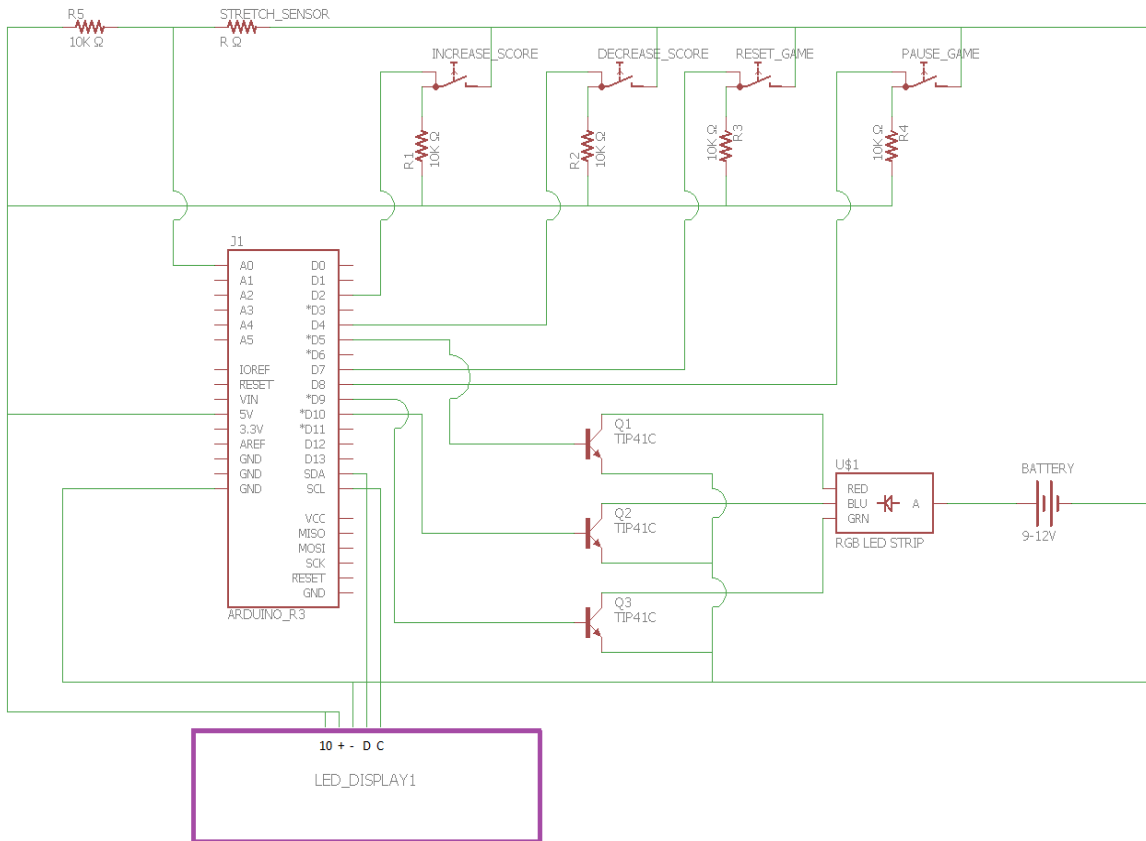 R5
10K Ω
STRETCH_SENSOR
R Ω
INCREASE_SCORE
DECREASE_SCORE
RESET_GAME
PAUSE_GAME
R1
10K Ω
R2
10K Ω
10K Ω
R3
10K Ω
R4
J1
A0 D0
A1 D1
A2 D2
A3 *D3
A4 D4
A5 *D5
*D6
IOREF D7
RESET D8
VIN *D9
5V *D10
3.3V *D11
AREF D12
GND D13
GND SDA
GND SCL
VCC
MISO
MOSI
SCK
RESET
GND
ARDUINO_R3
Q1
TIP41C
Q2
TIP41C
Q3
TIP41C
U$1
RED
BLU A
GRN
RGB LED STRIP
BATTERY
9-12V
10 + - D C
LED_DISPLAY1